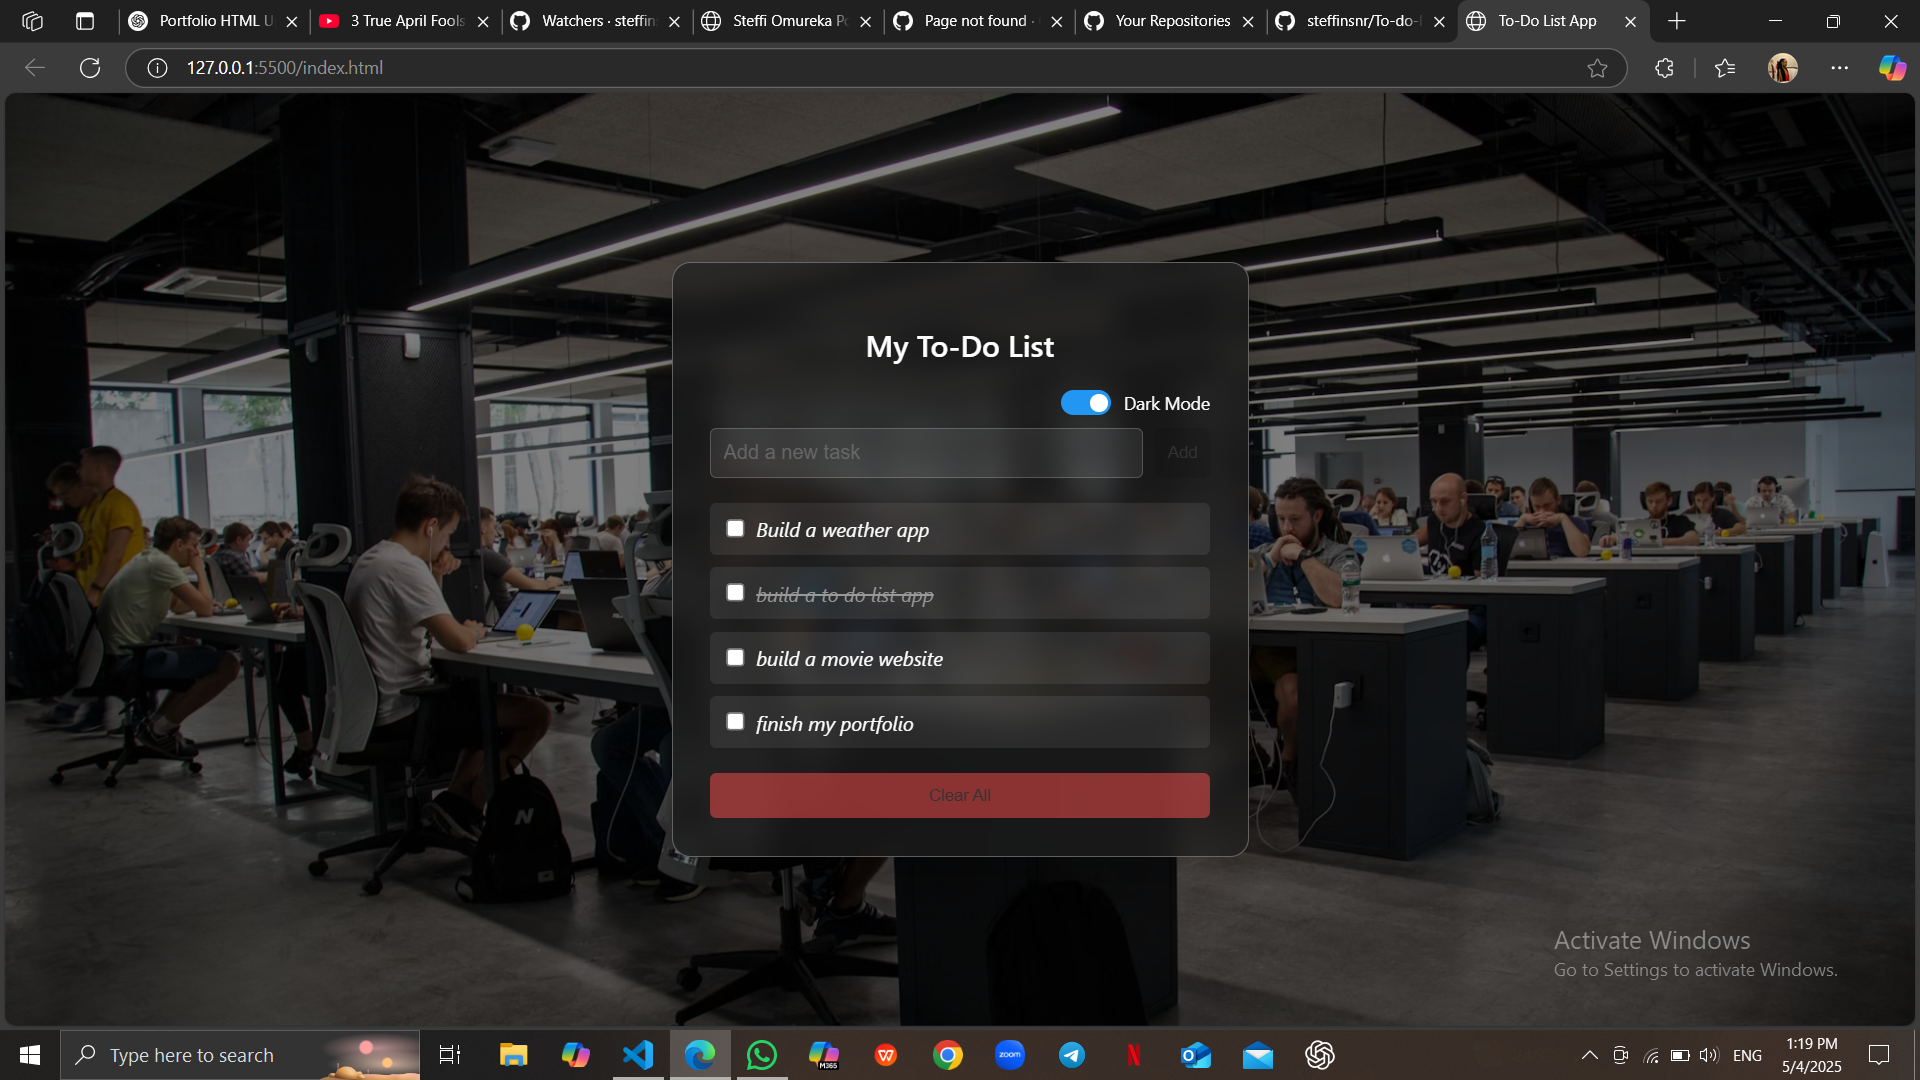 Portfolio HTML U
3 True April Fools
Watchers · steffin
Steffi Omureka Po
Page not found ·
Your Repositories
steffinsnr/To-do-l
To-Do List App
127.0.0.1:5500/index.html
My To-Do List
Dark Mode
Add a new task
Add
Build a weather app
build a to do list app
build a movie website
finish my portfolio
Clear All
Activate Windows
Go to Settings to activate Windows.
Type here to search
M365
W
zoom
N
ENG
1:19 PM
5/4/2025